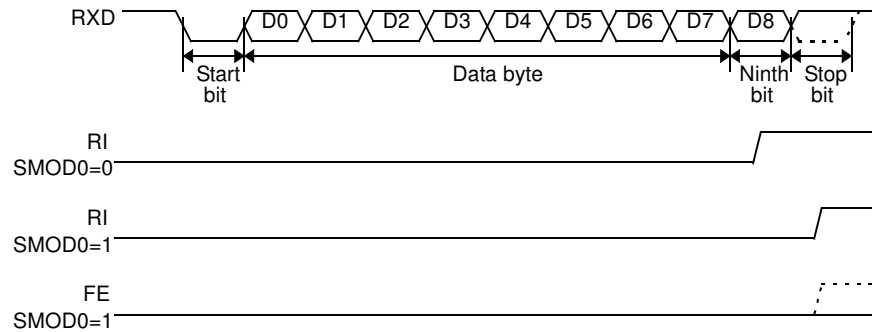 RXD D0 D1 D2 D3 D4 D5 D6 D7 D8
Start bit Data byte Ninth bit Stop bit
RI
SMOD0=0
RI
SMOD0=1
FE
SMOD0=1